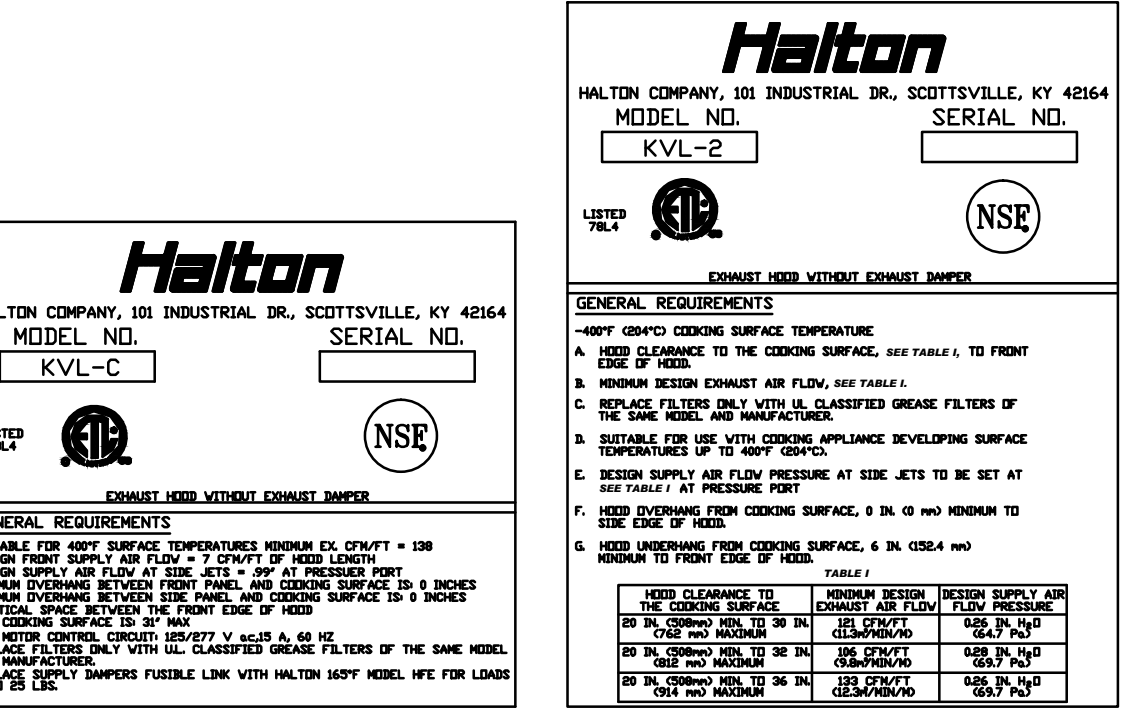 Halton
HALTON COMPANY, 101 INDUSTRIAL DR., SCOTTSVILLE, KY 42164
MODEL NO. SERIAL NO.
KVL-2
LISTED
78L4
ETL
NSF
EXHAUST HOOD WITHOUT EXHAUST DAMPER
GENERAL REQUIREMENTS
-400°F (204°C) COOKING SURFACE TEMPERATURE
A. HOOD CLEARANCE TO THE COOKING SURFACE, SEE TABLE I, TO FRONT
EDGE OF HOOD.
B. MINIMUM DESIGN EXHAUST AIR FLOW, SEE TABLE I.
C. REPLACE FILTERS ONLY WITH UL CLASSIFIED GREASE FILTERS OF
THE SAME MODEL AND MANUFACTURER.
D. SUITABLE FOR USE WITH COOKING APPLIANCE DEVELOPING SURFACE
TEMPERATURES UP TO 400°F (204°C).
E. DESIGN SUPPLY AIR FLOW PRESSURE AT SIDE JETS TO BE SET AT
SEE TABLE I AT PRESSURE PORT
F. HOOD OVERHANG FROM COOKING SURFACE, 0 IN. (0 mm) MINIMUM TO
SIDE EDGE OF HOOD.
G. HOOD UNDERHANG FROM COOKING SURFACE, 6 IN. (152.4 mm)
MINIMUM TO FRONT EDGE OF HOOD.
TABLE I
HOOD CLEARANCE TO MINIMUM DESIGN DESIGN SUPPLY AIR
THE COOKING SURFACE EXHAUST AIR FLOW FLOW PRESSURE
20 IN. (508mm) MIN. TO 30 IN. 121 CFM/FT 0.26 IN. H2O
(762 mm) MAXIMUM (11.3m³/MIN/M) (64.7 Pa.)
20 IN. (508mm) MIN. TO 32 IN. 106 CFM/FT 0.28 IN. H2O
(812 mm) MAXIMUM (9.8m³/MIN/M) (69.7 Pa.)
20 IN. (508mm) MIN. TO 36 IN. 133 CFM/FT 0.26 IN. H2O
(914 mm) MAXIMUM (12.3m³/MIN/M) (69.7 Pa.)
Halton
LTON COMPANY, 101 INDUSTRIAL DR., SCOTTSVILLE, KY 42164
MODEL NO. SERIAL NO.
KVL-C
TED
L4
ETL
NSF
EXHAUST HOOD WITHOUT EXHAUST DAMPER
NERAL REQUIREMENTS
ABLE FOR 400°F SURFACE TEMPERATURES MINIMUM EX. CFM/FT = 138
GN FRONT SUPPLY AIR FLOW = 7 CFM/FT OF HOOD LENGTH
GN SUPPLY AIR FLOW AT SIDE JETS = .99" AT PRESSUER PORT
MUM OVERHANG BETWEEN FRONT PANEL AND COOKING SURFACE IS: 0 INCHES
MUM OVERHANG BETWEEN SIDE PANEL AND COOKING SURFACE IS: 0 INCHES
TICAL SPACE BETWEEN THE FRONT EDGE OF HOOD
COOKING SURFACE IS: 31" MAX
MOTOR CONTROL CIRCUIT: 125/277 V ac,15 A, 60 HZ
LACE FILTERS ONLY WITH UL. CLASSIFIED GREASE FILTERS OF THE SAME MODEL
MANUFACTURER.
LACE SUPPLY DAMPERS FUSIBLE LINK WITH HALTON 165°F MODEL HFE FOR LOADS
25 LBS.